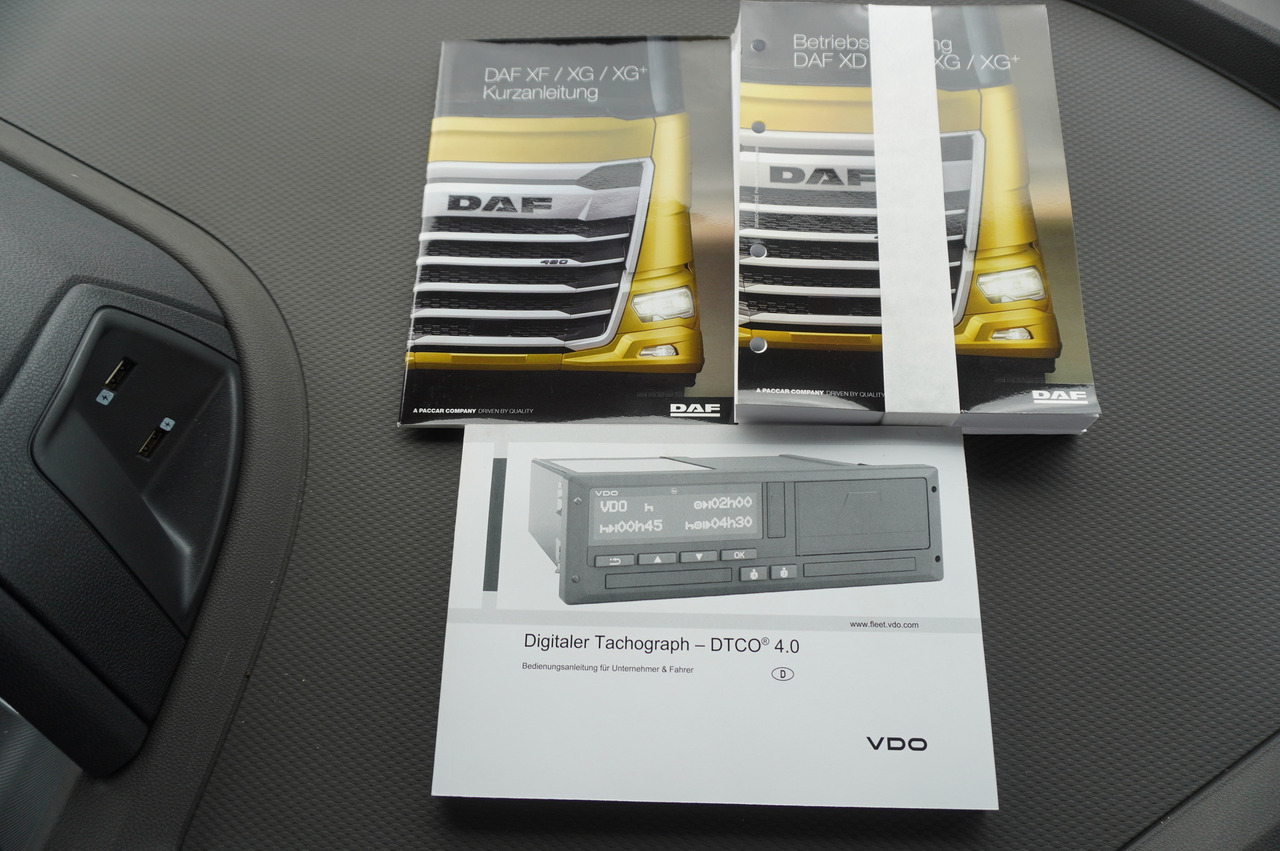 DAF XF / XG / XG⁺
Kurzanleitung
DAF
480
A PACCAR COMPANY DRIVEN BY QUALITY
DAF
Betriebs ng
DAF XD XG / XG⁺
DAF
A PACCAR COMPANY DRIVEN BY QUALITY
DAF
VDO
VDO h 02h00
00h45 04h30
OK
www.fleet.vdo.com
Digitaler Tachograph – DTCO® 4.0
Bedienungsanleitung für Unternehmer & Fahrer
D
VDO